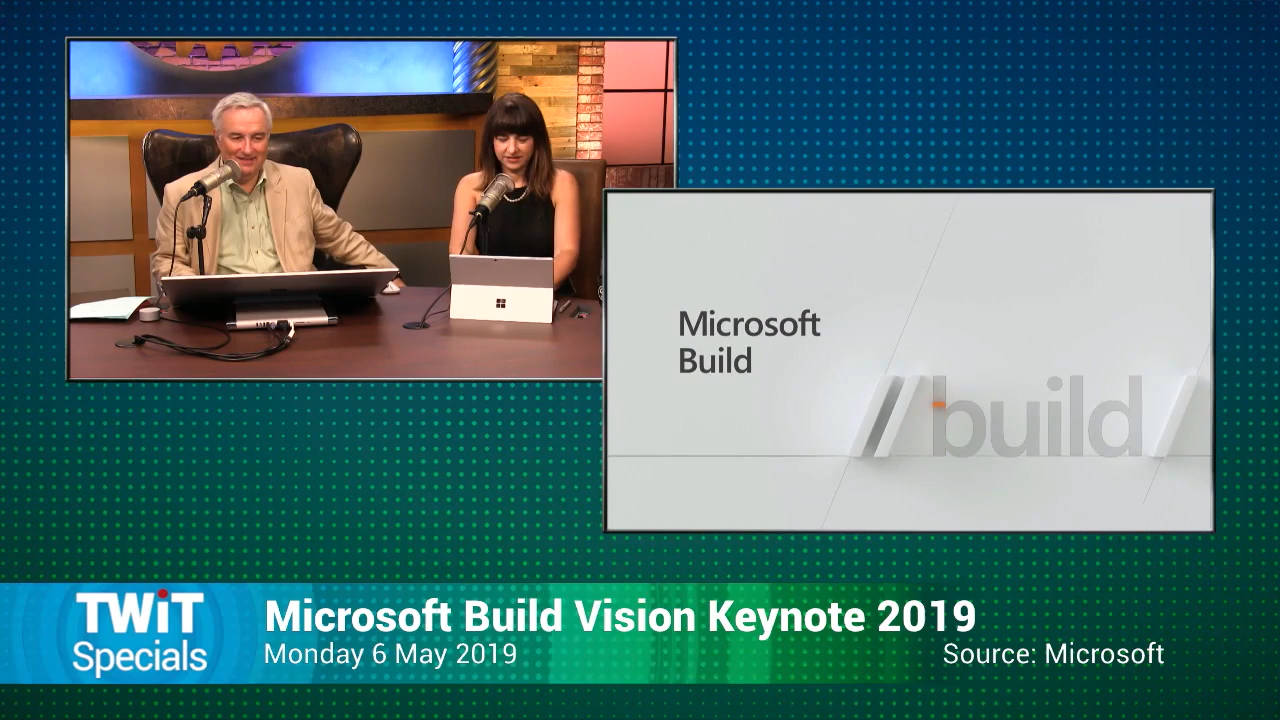 Microsoft
Build
//build/
TWiT
Specials
Microsoft Build Vision Keynote 2019
Monday 6 May 2019
Source: Microsoft